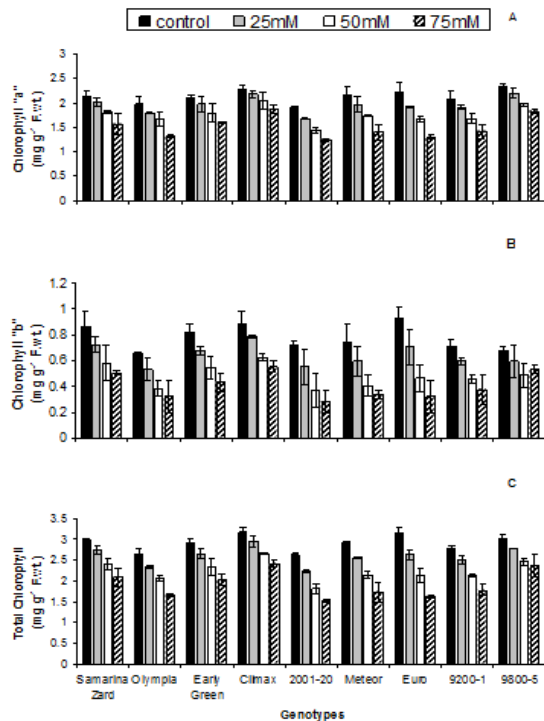 control 25mM 50mM 75mM
A
Chlorophyll "a"
(mg g⁻ F.wt.)
3
2.5
2
1.5
1
0.5
0
B
Chlorophyll "b"
(mg g⁻ F.wt.)
1.2
1
0.8
0.6
0.4
0.2
0
C
Total Chlorophyll
(mg g⁻ F.wt.)
3.5
3
2.5
2
1.5
1
0.5
0
Samarina Zard Olympia Early Green Climax 2001-20 Meteor Euro 9200-1 9800-5
Genotypes